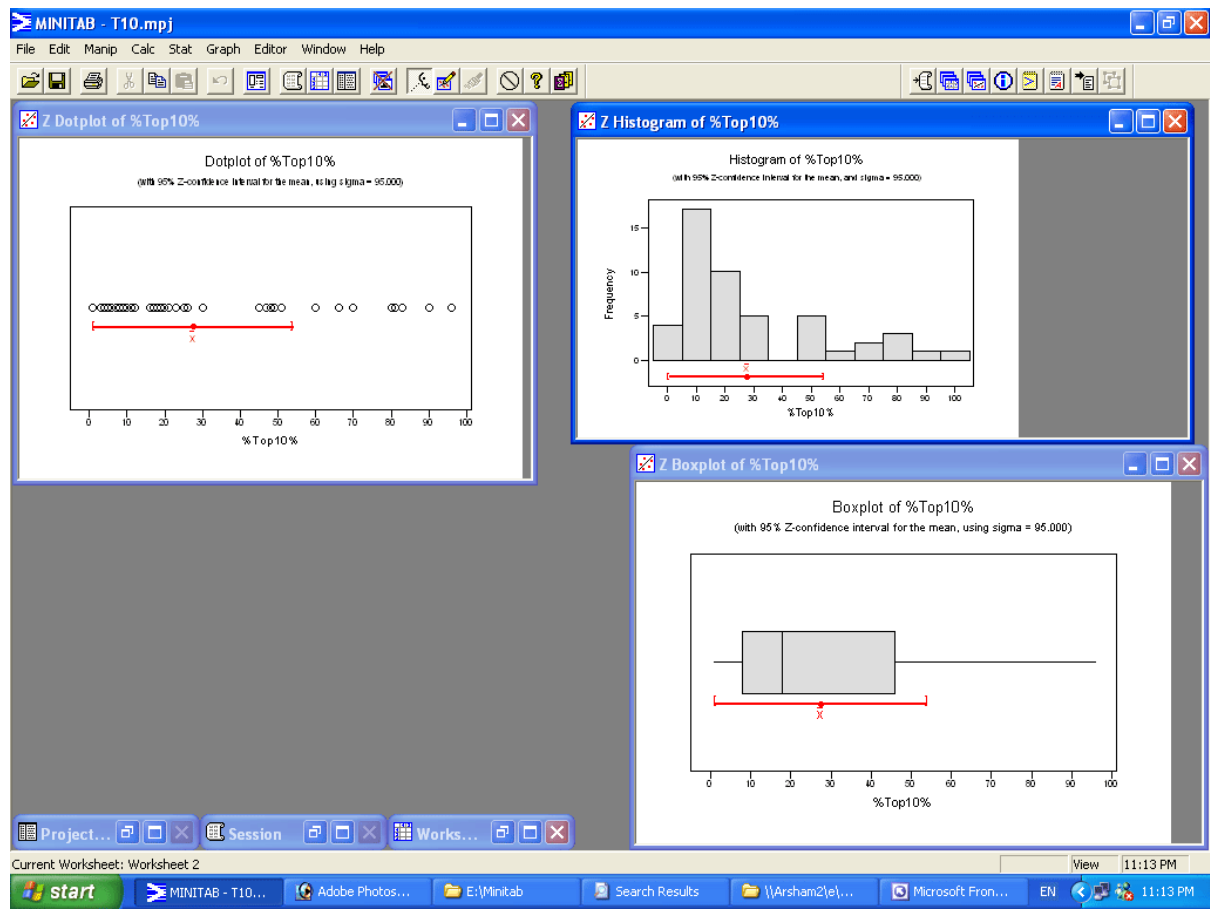 MINITAB - T10.mpj
File Edit Manip Calc Stat Graph Editor Window Help
Z Dotplot of %Top10%
Dotplot of %Top10%
(with 95% Z-confidence interval for the mean, using sigma = 95.000)
X
0 10 20 30 40 50 60 70 80 90 100
%Top10%
Z Histogram of %Top10%
Histogram of %Top10%
(with 95% Z-confidence interval for the mean, and sigma = 95.000)
Frequency
15
10
5
0
X
0 10 20 30 40 50 60 70 80 90 100
%Top10%
Z Boxplot of %Top10%
Boxplot of %Top10%
(with 95% Z-confidence interval for the mean, using sigma = 95.000)
X
0 10 20 30 40 50 60 70 80 90 100
%Top10%
Project... Session Works...
Current Worksheet: Worksheet 2 View 11:13 PM
start MINITAB - T10... Adobe Photos... E:\Minitab Search Results \\Arsham2\e\... Microsoft Fron... EN 11:13 PM